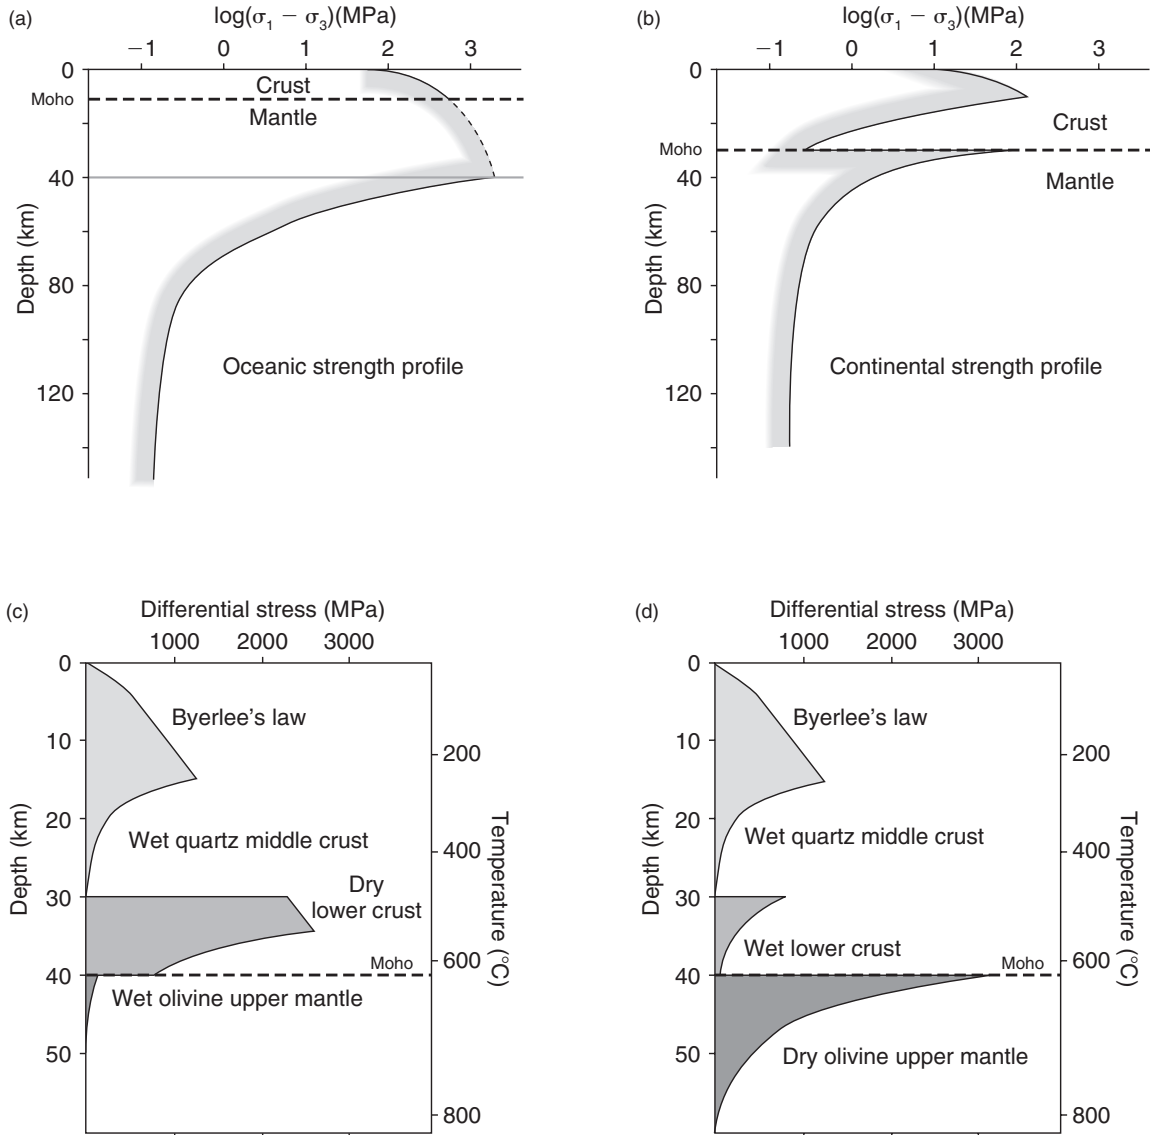 (a)
log(σ1 − σ3)(MPa)
−1 0 1 2 3
0
Crust
Moho
Mantle
40
80
120
Depth (km)
Oceanic strength profile
(b)
log(σ1 − σ3)(MPa)
−1 0 1 2 3
0
Crust
Moho
40
Mantle
80
120
Depth (km)
Continental strength profile
(c)
Differential stress (MPa)
1000 2000 3000
0
10
20
30
40
50
Depth (km)
Byerlee's law
Wet quartz middle crust
Dry
lower crust
Moho
Wet olivine upper mantle
200
400
600
800
Temperature (°C)
(d)
Differential stress (MPa)
1000 2000 3000
0
10
20
30
40
50
Depth (km)
Byerlee's law
Wet quartz middle crust
Wet lower crust
Moho
Dry olivine upper mantle
200
400
600
800
Temperature (°C)